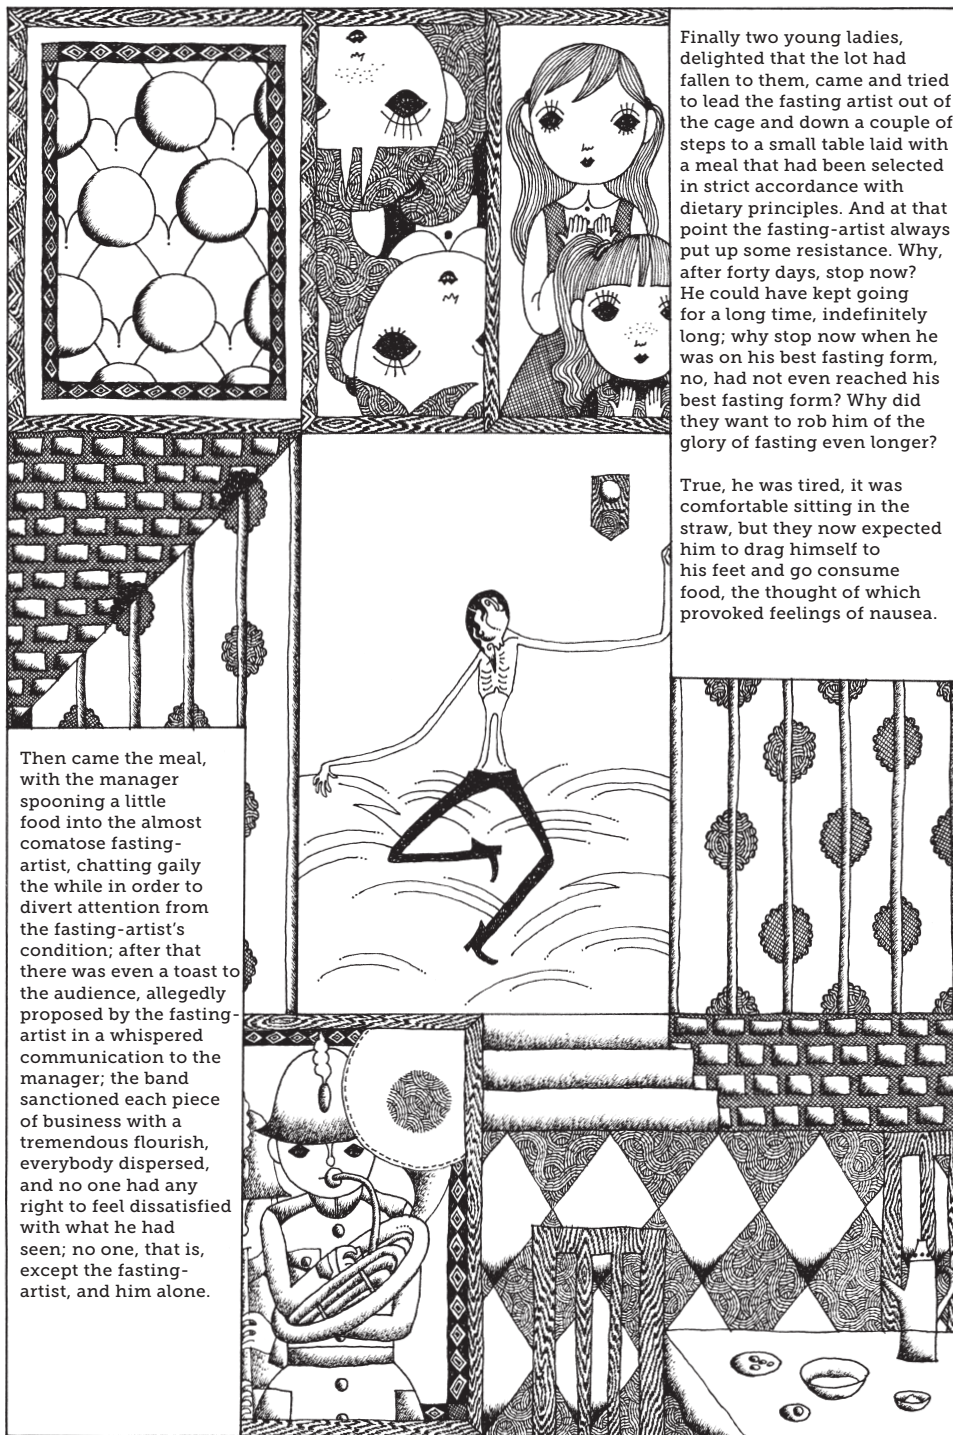 Finally two young ladies,
delighted that the lot had
fallen to them, came and tried
to lead the fasting artist out of
the cage and down a couple of
steps to a small table laid with
a meal that had been selected
in strict accordance with
dietary principles. And at that
point the fasting-artist always
put up some resistance. Why,
after forty days, stop now?
He could have kept going
for a long time, indefinitely
long; why stop now when he
was on his best fasting form,
no, had not even reached his
best fasting form? Why did
they want to rob him of the
glory of fasting even longer?
True, he was tired, it was
comfortable sitting in the
straw, but they now expected
him to drag himself to
his feet and go consume
food, the thought of which
provoked feelings of nausea.
Then came the meal,
with the manager
spooning a little
food into the almost
comatose fasting-
artist, chatting gaily
the while in order to
divert attention from
the fasting-artist's
condition; after that
there was even a toast to
the audience, allegedly
proposed by the fasting-
artist in a whispered
communication to the
manager; the band
sanctioned each piece
of business with a
tremendous flourish,
everybody dispersed,
and no one had any
right to feel dissatisfied
with what he had
seen; no one, that is,
except the fasting-
artist, and him alone.